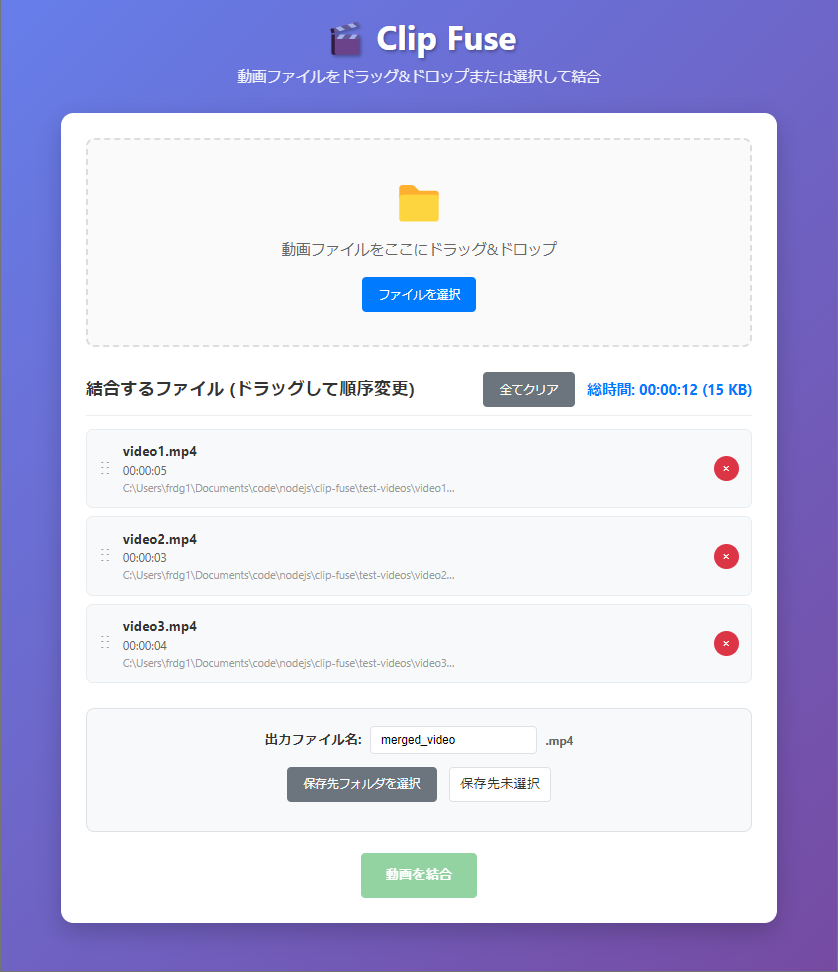 Clip Fuse
動画ファイルをドラッグ&ドロップまたは選択して結合
動画ファイルをここにドラッグ&ドロップ
ファイルを選択
結合するファイル (ドラッグして順序変更)
全てクリア
総時間: 00:00:12 (15 KB)
video1.mp4
00:00:05
C:\Users\frdg1\Documents\code\nodejs\clip-fuse\test-videos\video1...
video2.mp4
00:00:03
C:\Users\frdg1\Documents\code\nodejs\clip-fuse\test-videos\video2...
video3.mp4
00:00:04
C:\Users\frdg1\Documents\code\nodejs\clip-fuse\test-videos\video3...
出力ファイル名: merged_video .mp4
保存先フォルダを選択 保存先未選択
動画を結合